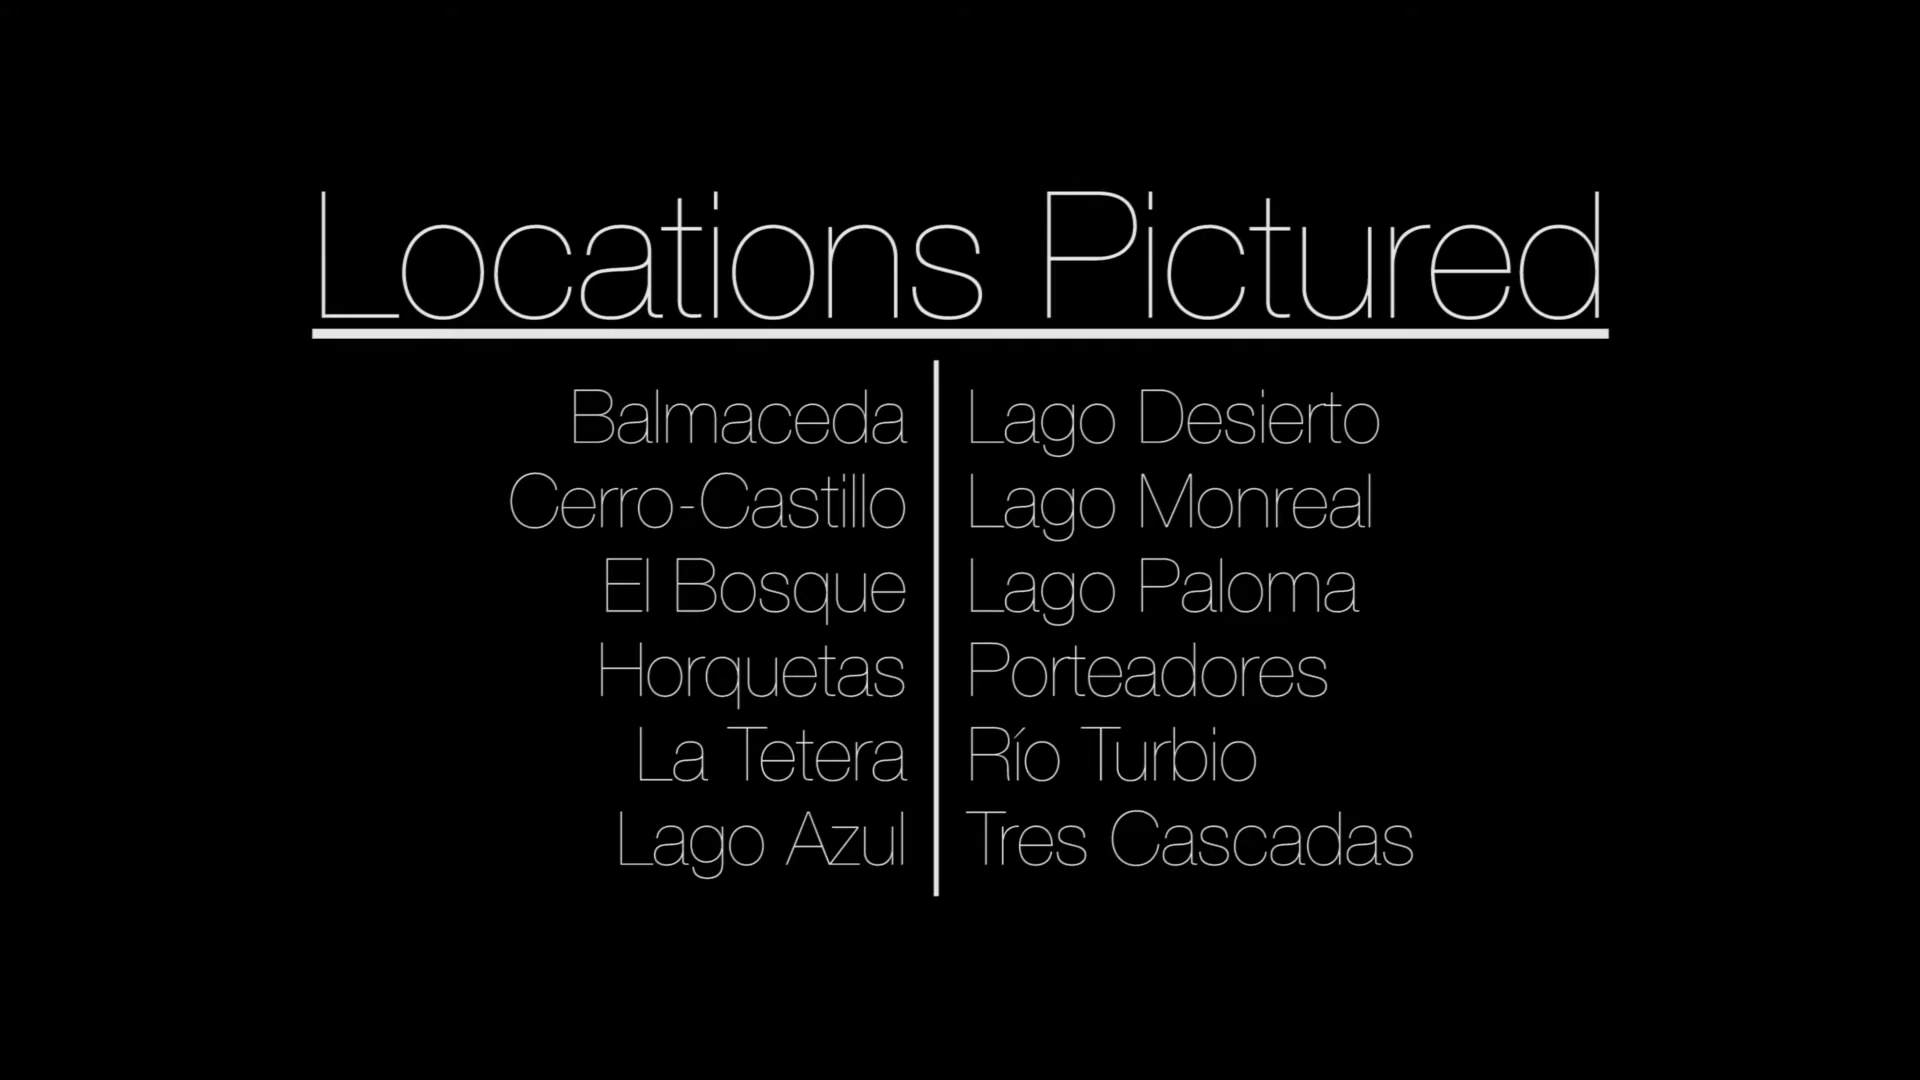 Locations Pictured
Balmaceda
Cerro-Castillo
El Bosque
Horquetas
La Tetera
Lago Azul
Lago Desierto
Lago Monreal
Lago Paloma
Porteadores
Río Turbio
Tres Cascadas